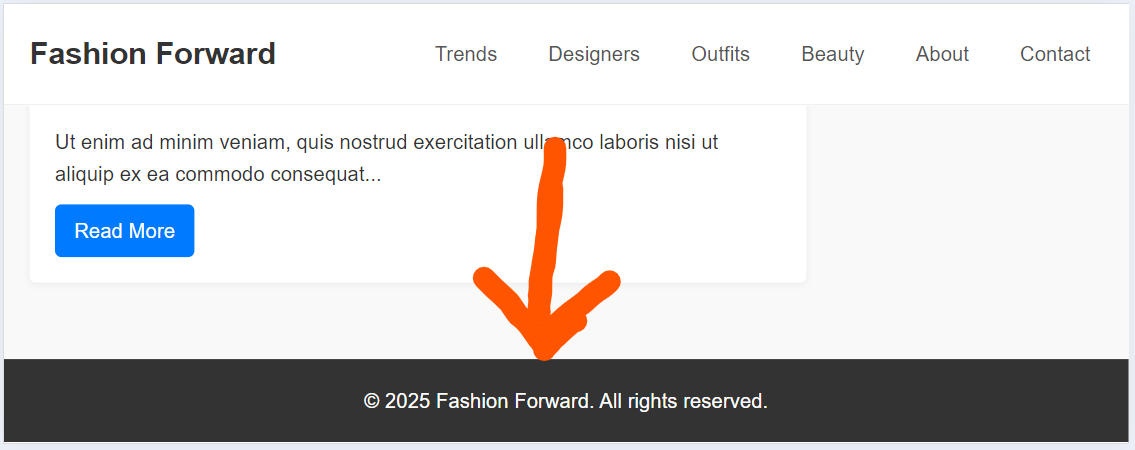 Fashion Forward Trends Designers Outfits Beauty About Contact
Ut enim ad minim veniam, quis nostrud exercitation ullamco laboris nisi ut
aliquip ex ea commodo consequat...
Read More
© 2025 Fashion Forward. All rights reserved.